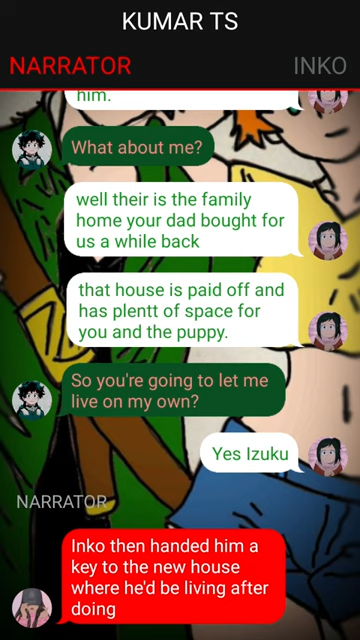 KUMAR TS
NARRATOR INKO
him.
What about me?
well their is the family
home your dad bought for
us a while back
that house is paid off and
has plentt of space for
you and the puppy.
So you're going to let me
live on my own?
Yes Izuku
NARRATOR
Inko then handed him a
key to the new house
where he'd be living after
doing